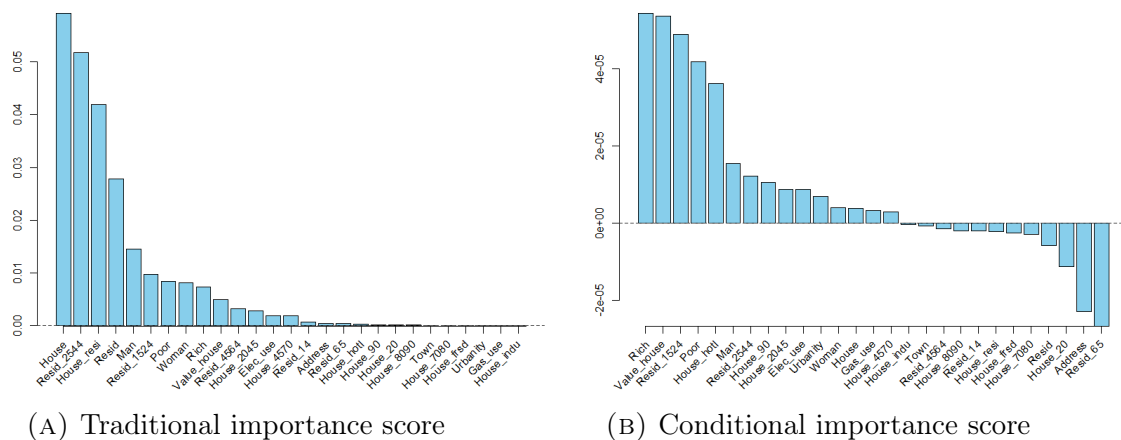 0.05
0.04
0.03
0.02
0.01
0.00
House
Resid_2544
House_resi
Resid
Man
Resid_1524
Poor
Woman
Rich
Value_house
Resid_4564
House_2045
Elec_use
House_4570
Resid_14
Address
Resid_65
House_hotl
House_90
House_20
House_8090
Town
House_7080
House_frsd
Urbanity
Gas_use
House_indu
(A) Traditional importance score
4e-05
2e-05
0e+00
-2e-05
Rich
Value_house
Resid_1524
Poor
House_hotl
Man
Resid_2544
House_90
House_2045
Elec_use
Urbanity
Woman
House
Gas_use
House_4570
House_indu
Town
Resid_4564
House_8090
Resid_14
House_resi
House_frsd
House_7080
Resid
House_20
Address
Resid_65
(B) Conditional importance score